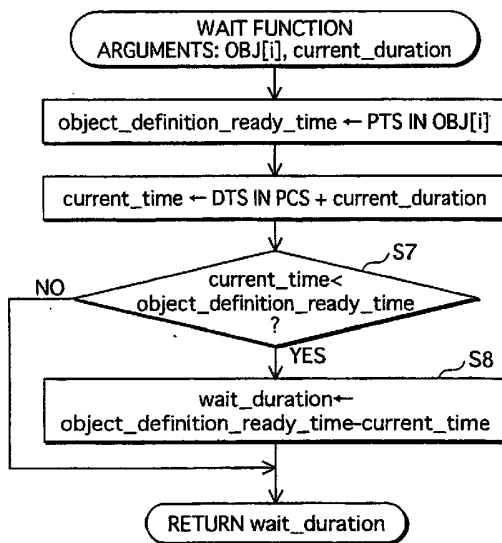 WAIT FUNCTION
ARGUMENTS: OBJ[i], current_duration
object_definition_ready_time ← PTS IN OBJ[i]
current_time ← DTS IN PCS + current_duration
S7
current_time<
object_definition_ready_time
?
NO
YES
S8
wait_duration←
object_definition_ready_time-current_time
RETURN wait_duration